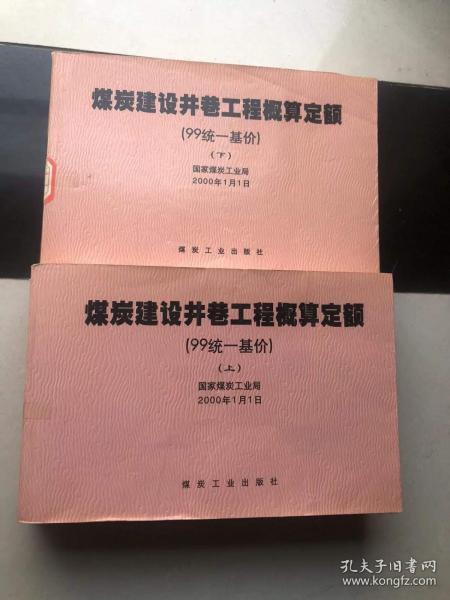 煤炭建设井巷工程概算定额
(99统一基价)
(下)
国家煤炭工业局
2000年1月1日
煤炭工业出版社
煤炭建设井巷工程概算定额
(99统一基价)
(上)
国家煤炭工业局
2000年1月1日
煤炭工业出版社
孔夫子旧书网
www.kongfz.com